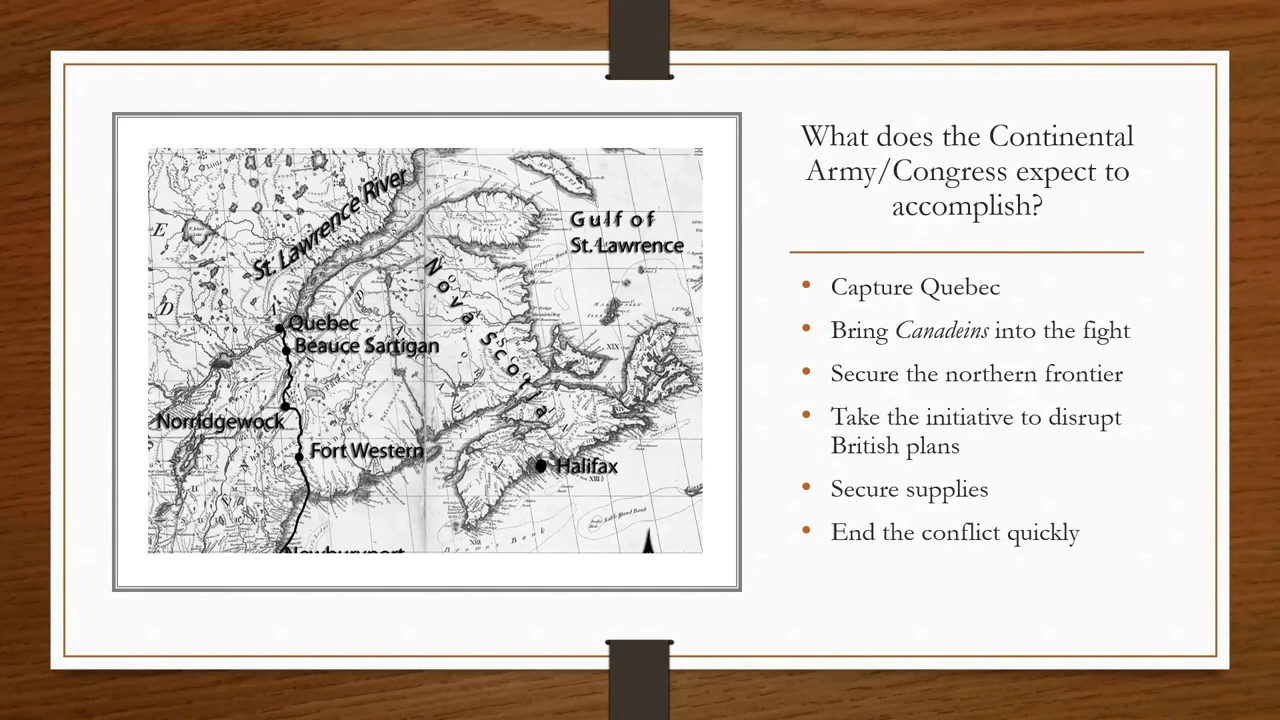 What does the Continental
Army/Congress expect to
accomplish?
• Capture Quebec
• Bring Canadeins into the fight
• Secure the northern frontier
• Take the initiative to disrupt
British plans
• Secure supplies
• End the conflict quickly
St. Lawrence River
Gulf of
St. Lawrence
Nova Scotia
Quebec
Beauce Sartigan
Norridgewock
Fort Western
Halifax
Newburyport